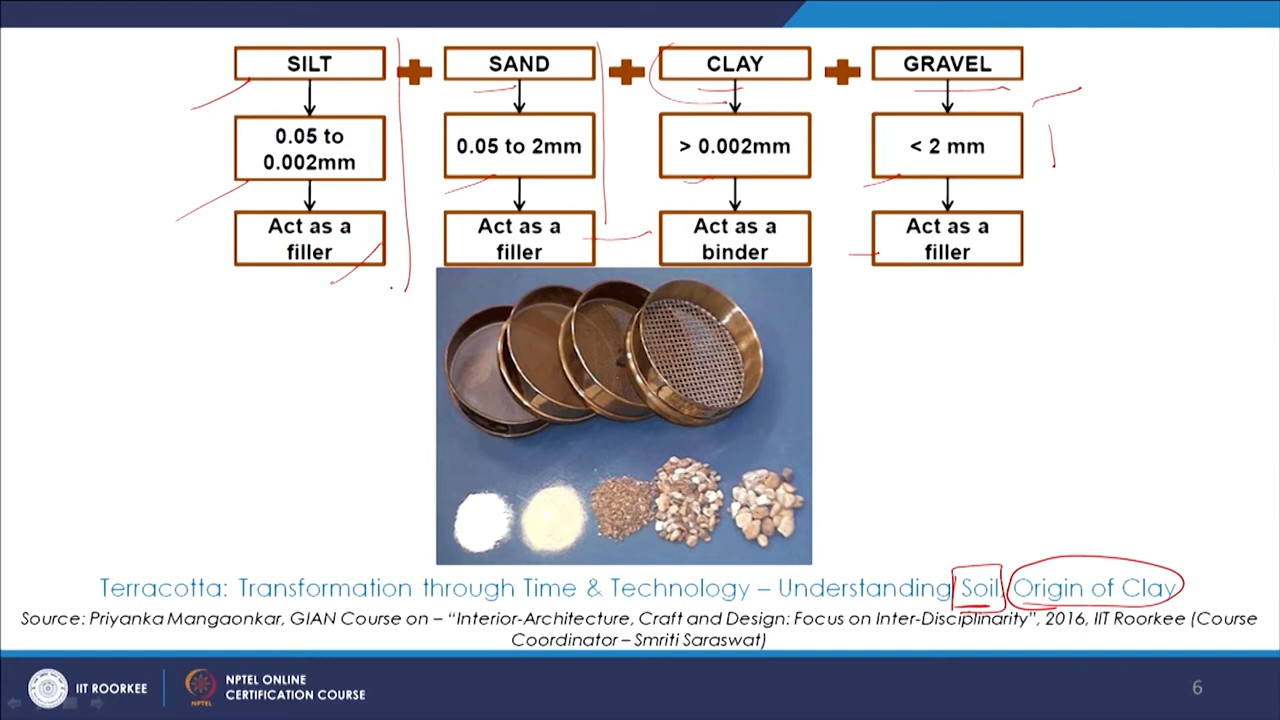 SILT
SAND
CLAY
GRAVEL
0.05 to
0.002mm
0.05 to 2mm
> 0.002mm
< 2 mm
Act as a
filler
Act as a
filler
Act as a
binder
Act as a
filler
Terracotta: Transformation through Time & Technology – Understanding Soil, Origin of Clay
Source: Priyanka Mangaonkar, GIAN Course on – “Interior-Architecture, Craft and Design: Focus on Inter-Disciplinarity”, 2016, IIT Roorkee (Course
Coordinator – Smriti Saraswat)
IIT ROORKEE
NPTEL
NPTEL ONLINE
CERTIFICATION COURSE
6